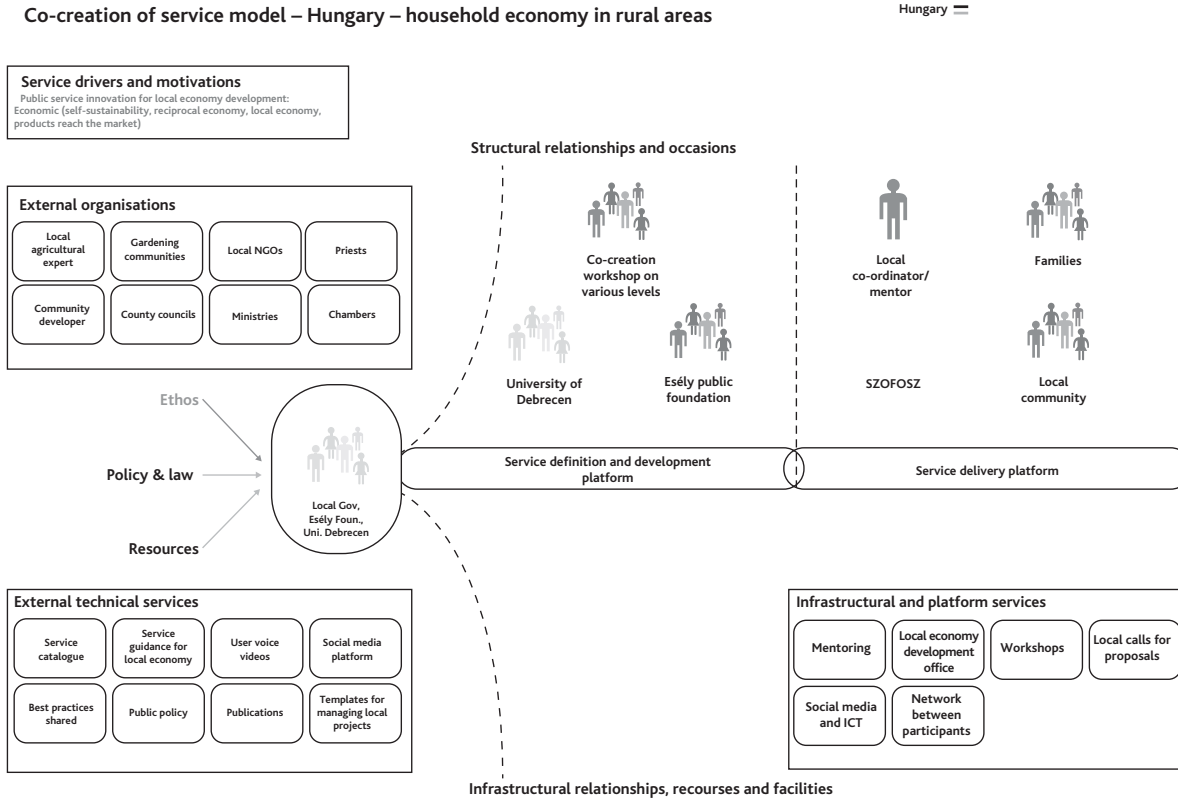 Co-creation of service model – Hungary – household economy in rural areas
Hungary
Service drivers and motivations
Public service innovation for local economy development:
Economic (self-sustainability, reciprocal economy, local economy,
products reach the market)
Structural relationships and occasions
External organisations
Local
agricultural
expert
Gardening
communities
Local NGOs
Priests
Community
developer
County councils
Ministries
Chambers
Co-creation
workshop on
various levels
Local
co-ordinator/
mentor
Families
University of
Debrecen
Esély public
foundation
SZOFOSZ
Local
community
Ethos
Policy & law
Resources
Local Gov,
Esély Foun.,
Uni. Debrecen
Service definition and development
platform
Service delivery platform
External technical services
Service
catalogue
Service
guidance for
local economy
User voice
videos
Social media
platform
Best practices
shared
Public policy
Publications
Templates for
managing local
projects
Infrastructural and platform services
Mentoring
Local economy
development
office
Workshops
Local calls for
proposals
Social media
and ICT
Network
between
participants
Infrastructural relationships, recourses and facilities